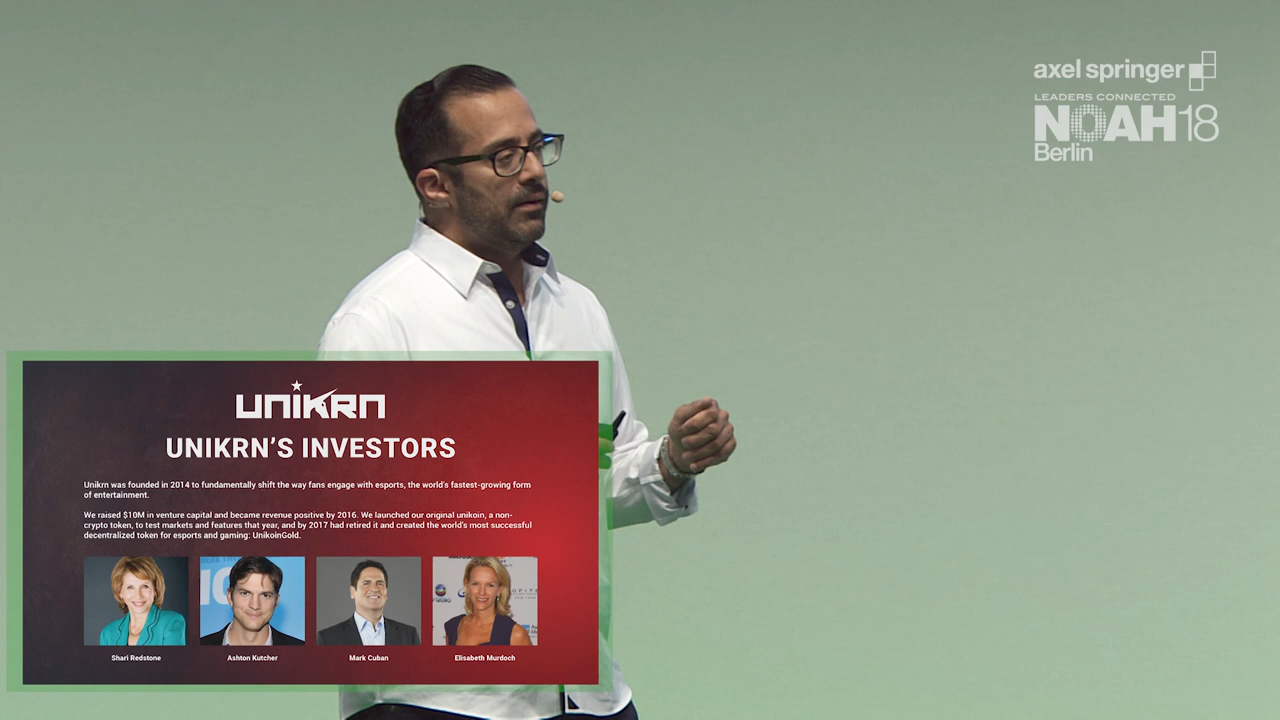 axel springer
LEADERS CONNECTED
NOAH18
Berlin
UNIKRN
UNIKRN'S INVESTORS
Unikrn was founded in 2014 to fundamentally shift the way fans engage with esports, the world's fastest-growing form
of entertainment.
We raised $10M in venture capital and became revenue positive by 2016. We launched our original unikoin, a non-
crypto token, to test markets and features that year, and by 2017 had retired it and created the world's most successful
decentralized token for esports and gaming: UnikoinGold.
Shari Redstone
Ashton Kutcher
Mark Cuban
Elisabeth Murdoch